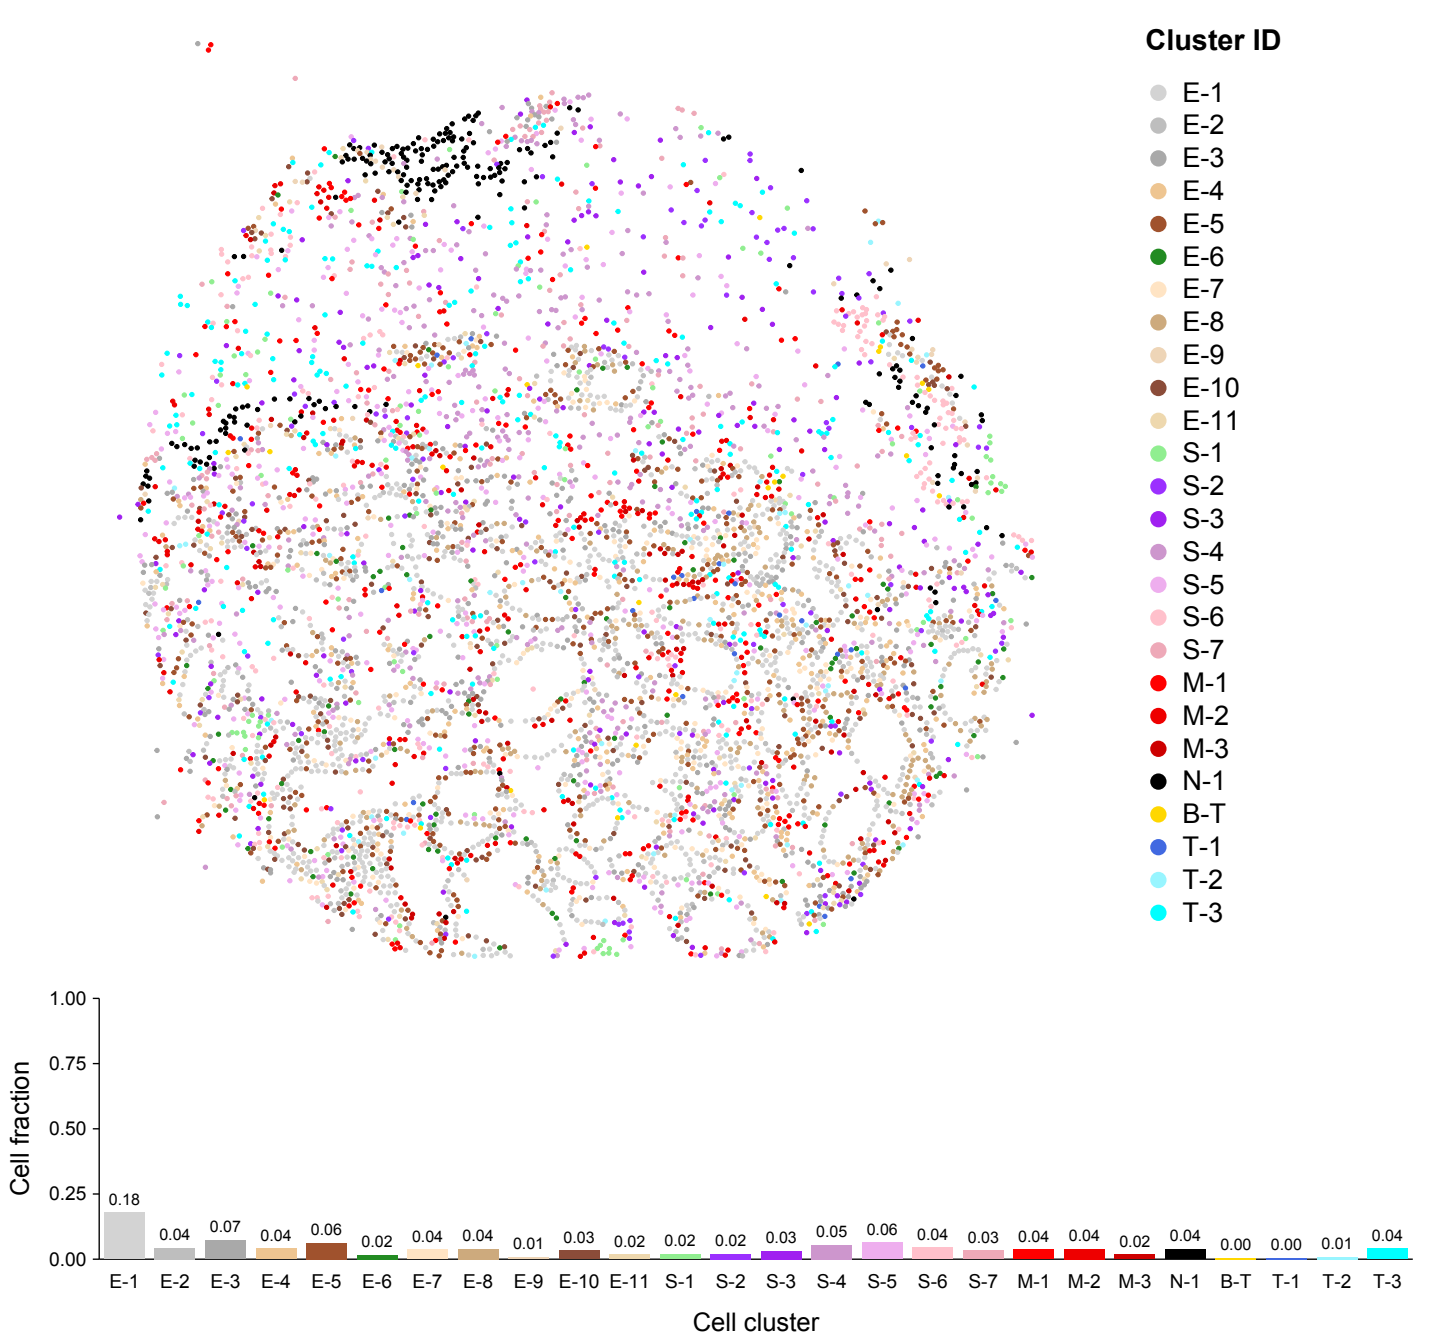 Cluster ID
E-1
E-2
E-3
E-4
E-5
E-6
E-7
E-8
E-9
E-10
E-11
S-1
S-2
S-3
S-4
S-5
S-6
S-7
M-1
M-2
M-3
N-1
B-T
T-1
T-2
T-3
1.00
0.75
0.50
0.25
0.00
Cell fraction
0.18 0.04 0.07 0.04 0.06 0.02 0.04 0.04 0.01 0.03 0.02 0.02 0.02 0.03 0.05 0.06 0.04 0.03 0.04 0.04 0.02 0.04 0.00 0.00 0.01 0.04
E-1 E-2 E-3 E-4 E-5 E-6 E-7 E-8 E-9 E-10 E-11 S-1 S-2 S-3 S-4 S-5 S-6 S-7 M-1 M-2 M-3 N-1 B-T T-1 T-2 T-3
Cell cluster